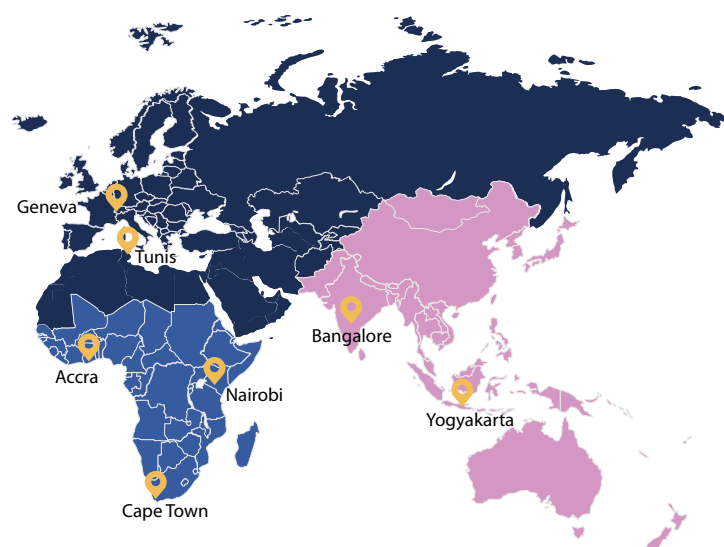 Geneva
Tunis
Bangalore
Accra
Nairobi
Yogyakarta
Cape Town